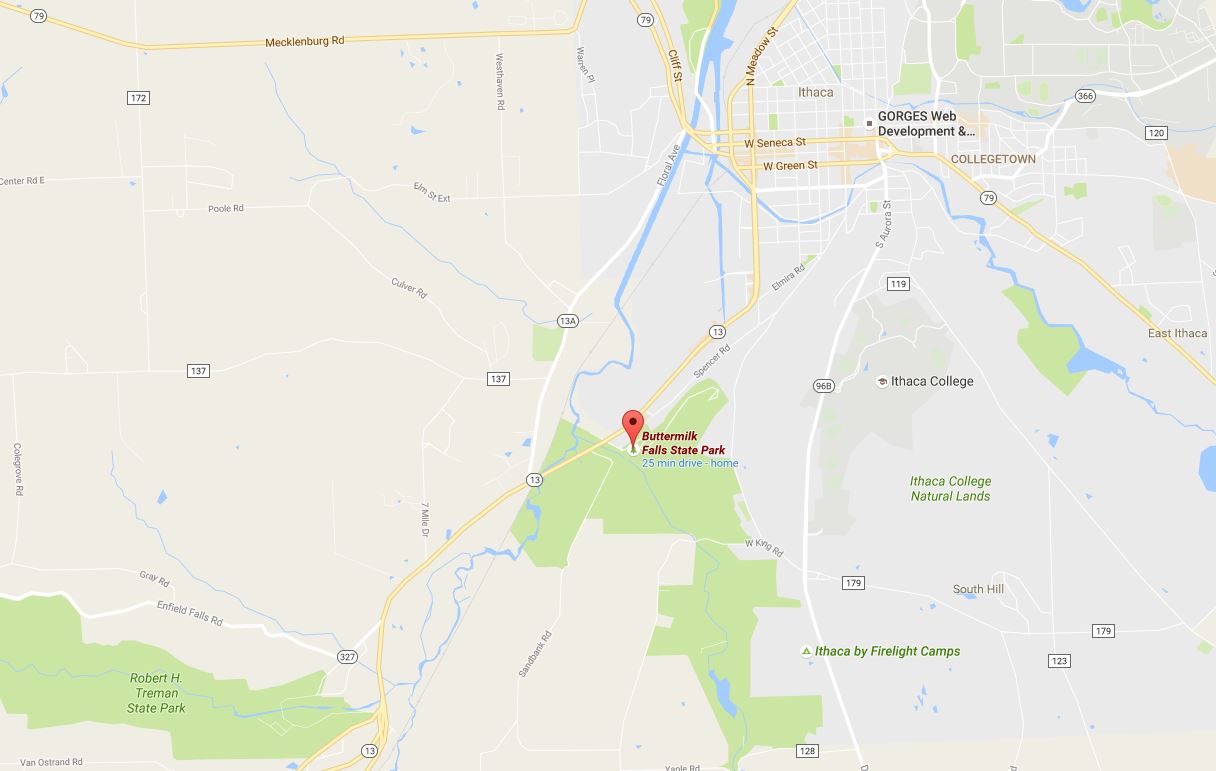 79
79
Mecklenburg Rd
Warren Pl
Westhaven Rd
Cliff St
N Meadow St
172
Ithaca
366
GORGES Web
Development &...
120
W Seneca St
W Green St
COLLEGETOWN
Floral Ave
Center Rd E
Elm St Ext
79
Poole Rd
S Aurora St
Elmira Rd
Culver Rd
119
13A
13
East Ithaca
Spencer Rd
137
137
96B
Ithaca College
Buttermilk
Falls State Park
25 min drive - home
Colegrove Rd
13
Ithaca College
Natural Lands
7 Mile Dr
W King Rd
Gray Rd
179
South Hill
Enfield Falls Rd
179
Sandbank Rd
327
Ithaca by Firelight Camps
123
Robert H.
Treman
State Park
13
128
Van Ostrand Rd
Yaple Rd